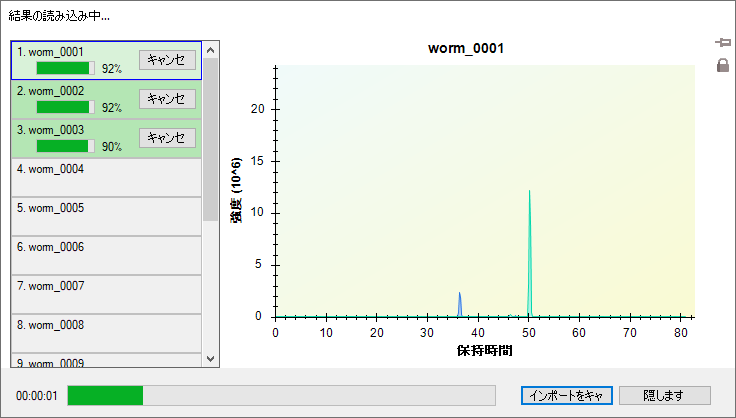 結果の読み込み中...
1. worm_0001
92%
キャンセ
2. worm_0002
92%
キャンセ
3. worm_0003
90%
キャンセ
4. worm_0004
5. worm_0005
6. worm_0006
7. worm_0007
8. worm_0008
9. worm_0009
worm_0001
強度 (10^6)
20
15
10
5
0
0 10 20 30 40 50 60 70 80
保持時間
00:00:01
インポートをキャ
隠します